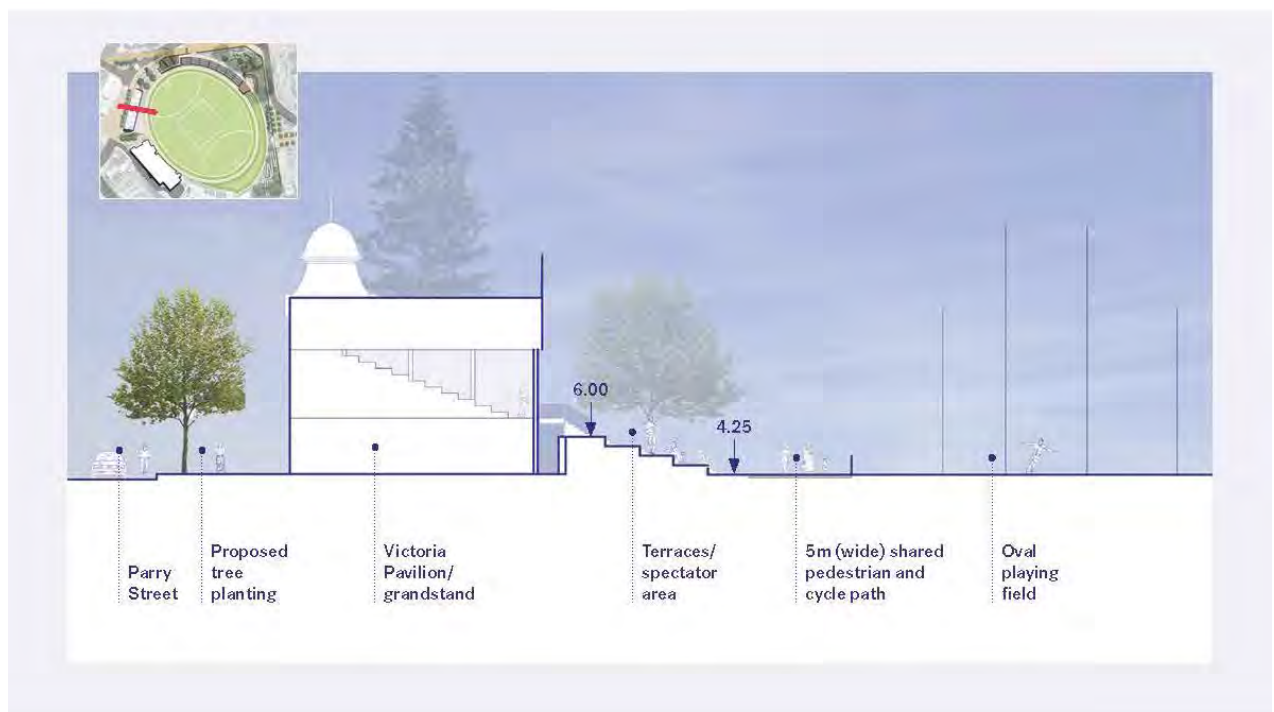 6.00
4.25
Parry
Street
Proposed
tree
planting
Victoria
Pavilion/
grandstand
Terraces/
spectator
area
5m (wide) shared
pedestrian and
cycle path
Oval
playing
field